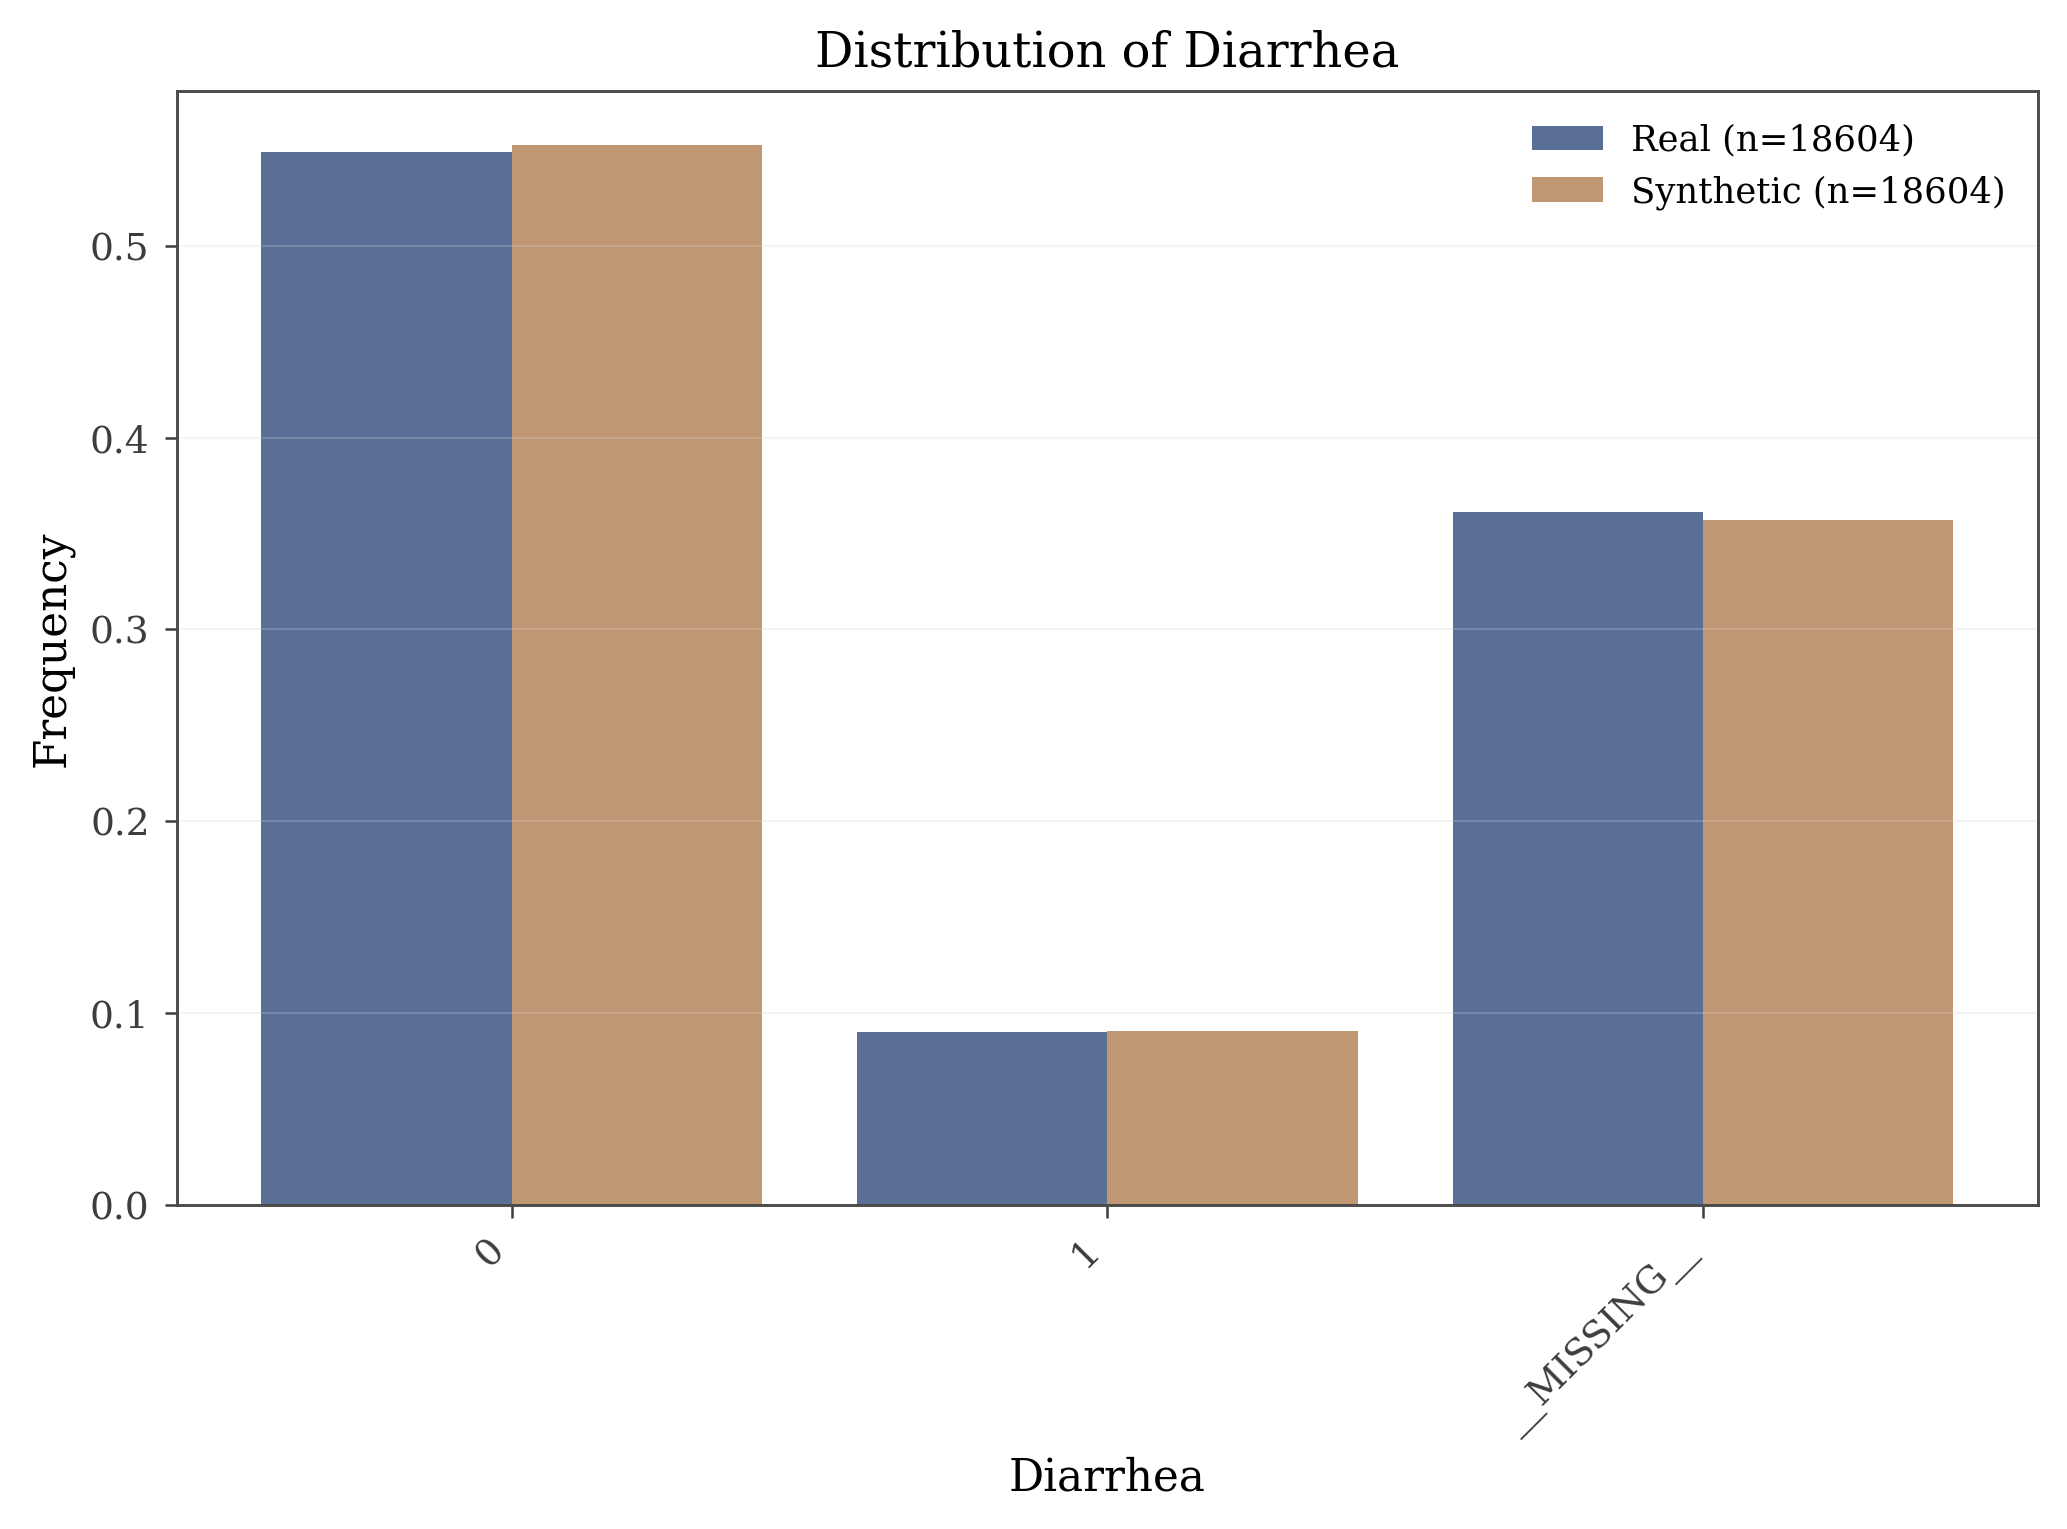 Distribution of Diarrhea
Real (n=18604)
Synthetic (n=18604)
Frequency
0.5
0.4
0.3
0.2
0.1
0.0
0
1
__MISSING__
Diarrhea